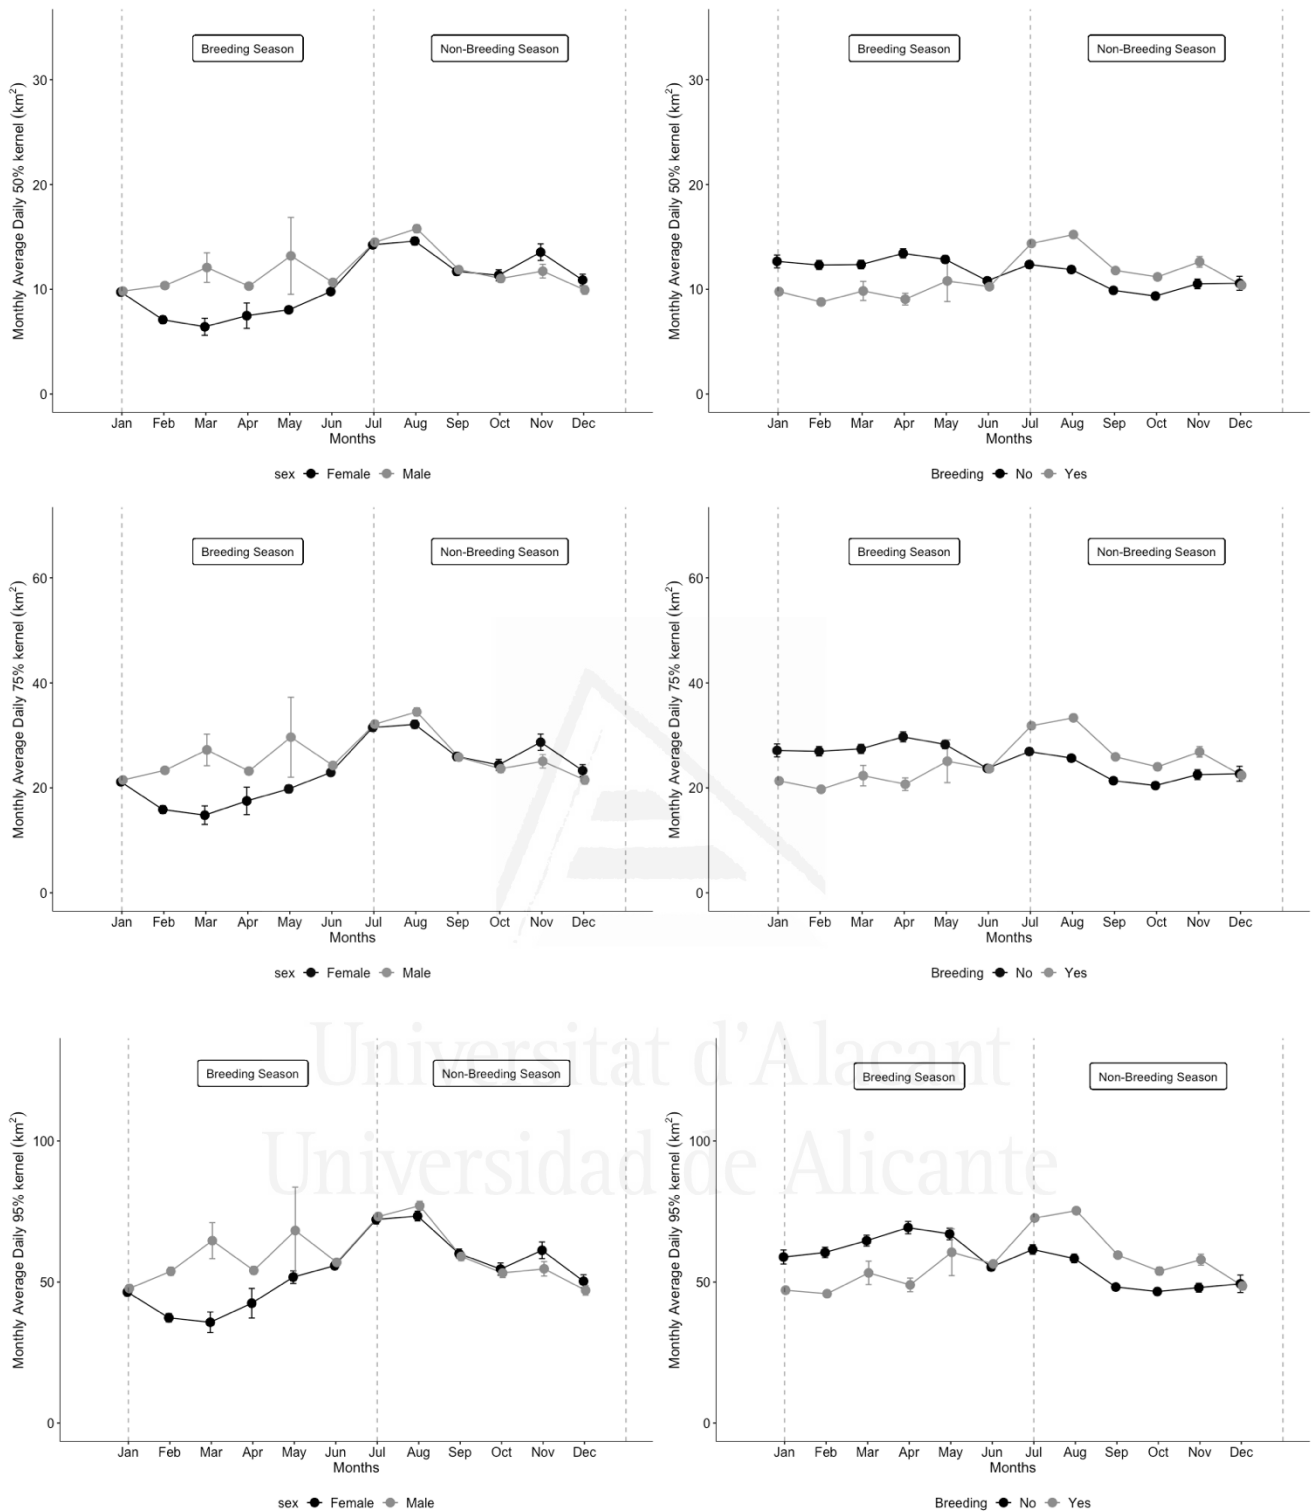 Breeding Season
Non-Breeding Season
Monthly Average Daily 50% kernel (km²)
30
20
10
0
Jan Feb Mar Apr May Jun Jul Aug Sep Oct Nov Dec
Months
sex Female Male
Breeding Season
Non-Breeding Season
Monthly Average Daily 50% kernel (km²)
30
20
10
0
Jan Feb Mar Apr May Jun Jul Aug Sep Oct Nov Dec
Months
Breeding No Yes
Breeding Season
Non-Breeding Season
Monthly Average Daily 75% kernel (km²)
60
40
20
0
Jan Feb Mar Apr May Jun Jul Aug Sep Oct Nov Dec
Months
sex Female Male
Breeding Season
Non-Breeding Season
Monthly Average Daily 75% kernel (km²)
60
40
20
0
Jan Feb Mar Apr May Jun Jul Aug Sep Oct Nov Dec
Months
Breeding No Yes
Universitat d'Alacant
Universidad de Alicante
Breeding Season
Non-Breeding Season
Monthly Average Daily 95% kernel (km²)
100
50
0
Jan Feb Mar Apr May Jun Jul Aug Sep Oct Nov Dec
Months
sex Female Male
Breeding Season
Non-Breeding Season
Monthly Average Daily 95% kernel (km²)
100
50
0
Jan Feb Mar Apr May Jun Jul Aug Sep Oct Nov Dec
Months
Breeding No Yes